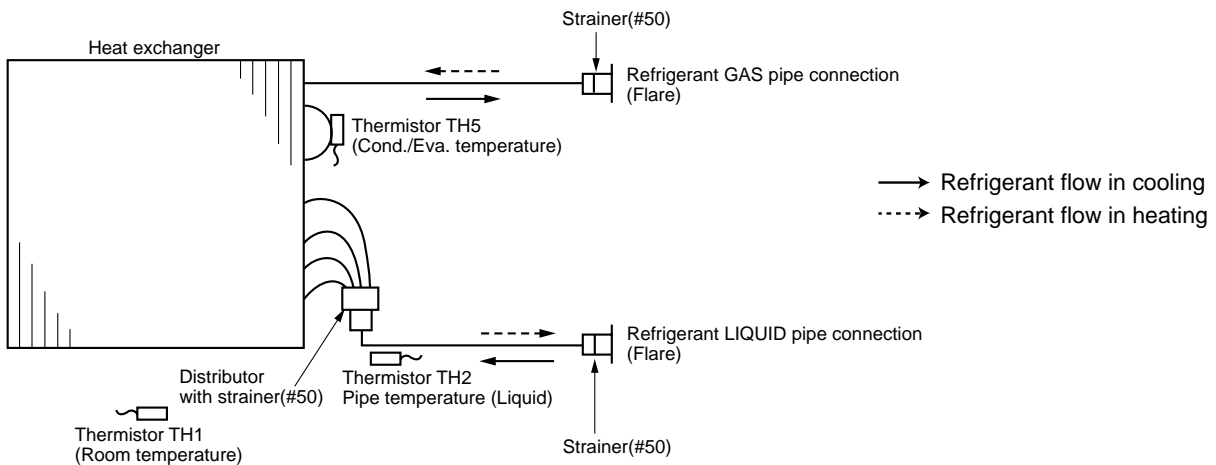 Strainer(#50)
Heat exchanger
Refrigerant GAS pipe connection
(Flare)
Thermistor TH5
(Cond./Eva. temperature)
Refrigerant flow in cooling
Refrigerant flow in heating
Refrigerant LIQUID pipe connection
(Flare)
Distributor
with strainer(#50)
Thermistor TH2
Pipe temperature (Liquid)
Thermistor TH1
(Room temperature)
Strainer(#50)